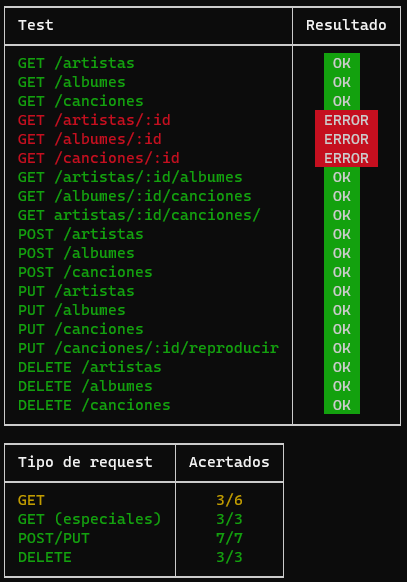 Test Resultado
GET /artistas OK
GET /albumes OK
GET /canciones OK
GET /artistas/:id ERROR
GET /albumes/:id ERROR
GET /canciones/:id ERROR
GET /artistas/:id/albumes OK
GET /albumes/:id/canciones OK
GET artistas/:id/canciones/ OK
POST /artistas OK
POST /albumes OK
POST /canciones OK
PUT /artistas OK
PUT /albumes OK
PUT /canciones OK
PUT /canciones/:id/reproducir OK
DELETE /artistas OK
DELETE /albumes OK
DELETE /canciones OK
Tipo de request Acertados
GET 3/6
GET (especiales) 3/3
POST/PUT 7/7
DELETE 3/3